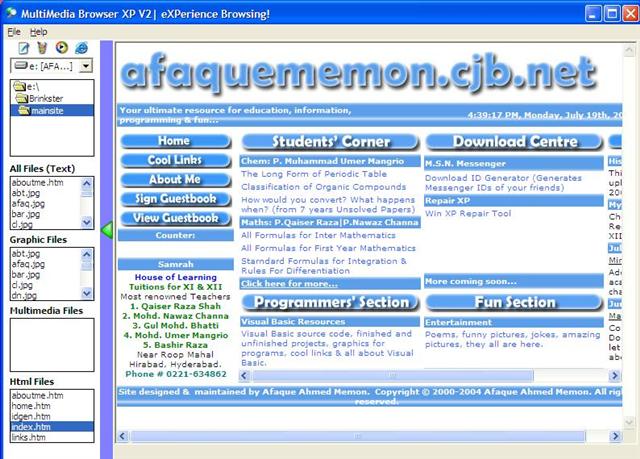 MultiMedia Browser XP V2| eXPerience Browsing!
File Help
e: [AFA...]
e:\
Brinkster
mainsite
All Files (Text)
aboutme.htm
abt.jpg
afaq.jpg
bar.jpg
cl.jpg
Graphic Files
abt.jpg
afaq.jpg
bar.jpg
cl.jpg
dn.jpg
Multimedia Files
Html Files
aboutme.htm
home.htm
idgen.htm
index.htm
links.htm
afaquememon.cjb.net
Your ultimate resource for education, information,
programming & fun...
4:39:17 PM, Monday, July 19th, 20
Home
Cool Links
About Me
Sign Guestbook
View Guestbook
Counter:
Samrah
House of Learning
Tuitions for XI & XII
Most renowned Teachers
1. Qaiser Raza Shah
2. Mohd. Nawaz Channa
3. Gul Mohd. Bhatti
4. Mohd. Umer Mangrio
5. Bashir Raza
Near Roop Mahal
Hirabad, Hyderabad.
Phone # 0221-634862
Students' Corner
Chem: P. Muhammad Umer Mangrio
The Long Form of Periodic Table
Classification of Organic Compounds
How would you convert? What happens
when? (from 7 years Unsolved Papers)
Maths: P.Qaiser Raza|P.Nawaz Channa
All Formulas for Inter Mathematics
All Formulas for First Year Mathematics
Standard Formulas for Integration &
Rules For Differentiation
Click here for more...
Programmers' Section
Visual Basic Resources
Visual Basic source code, finished and
unfinished projects, graphics for
programs, cool links & all about Visual
Basic.
Download Centre
M.S.N. Messenger
Download ID Generator (Generates
Messenger IDs of your friends)
Repair XP
Win XP Repair Tool
More coming soon...
Fun Section
Entertainment
Poems, funny pictures, jokes, amazing
pictures, they all are here.
Site designed & maintained by Afaque Ahmed Memon. Copyright © 2000-2004 Afaque Ahmed Memon. All righ
reserved.